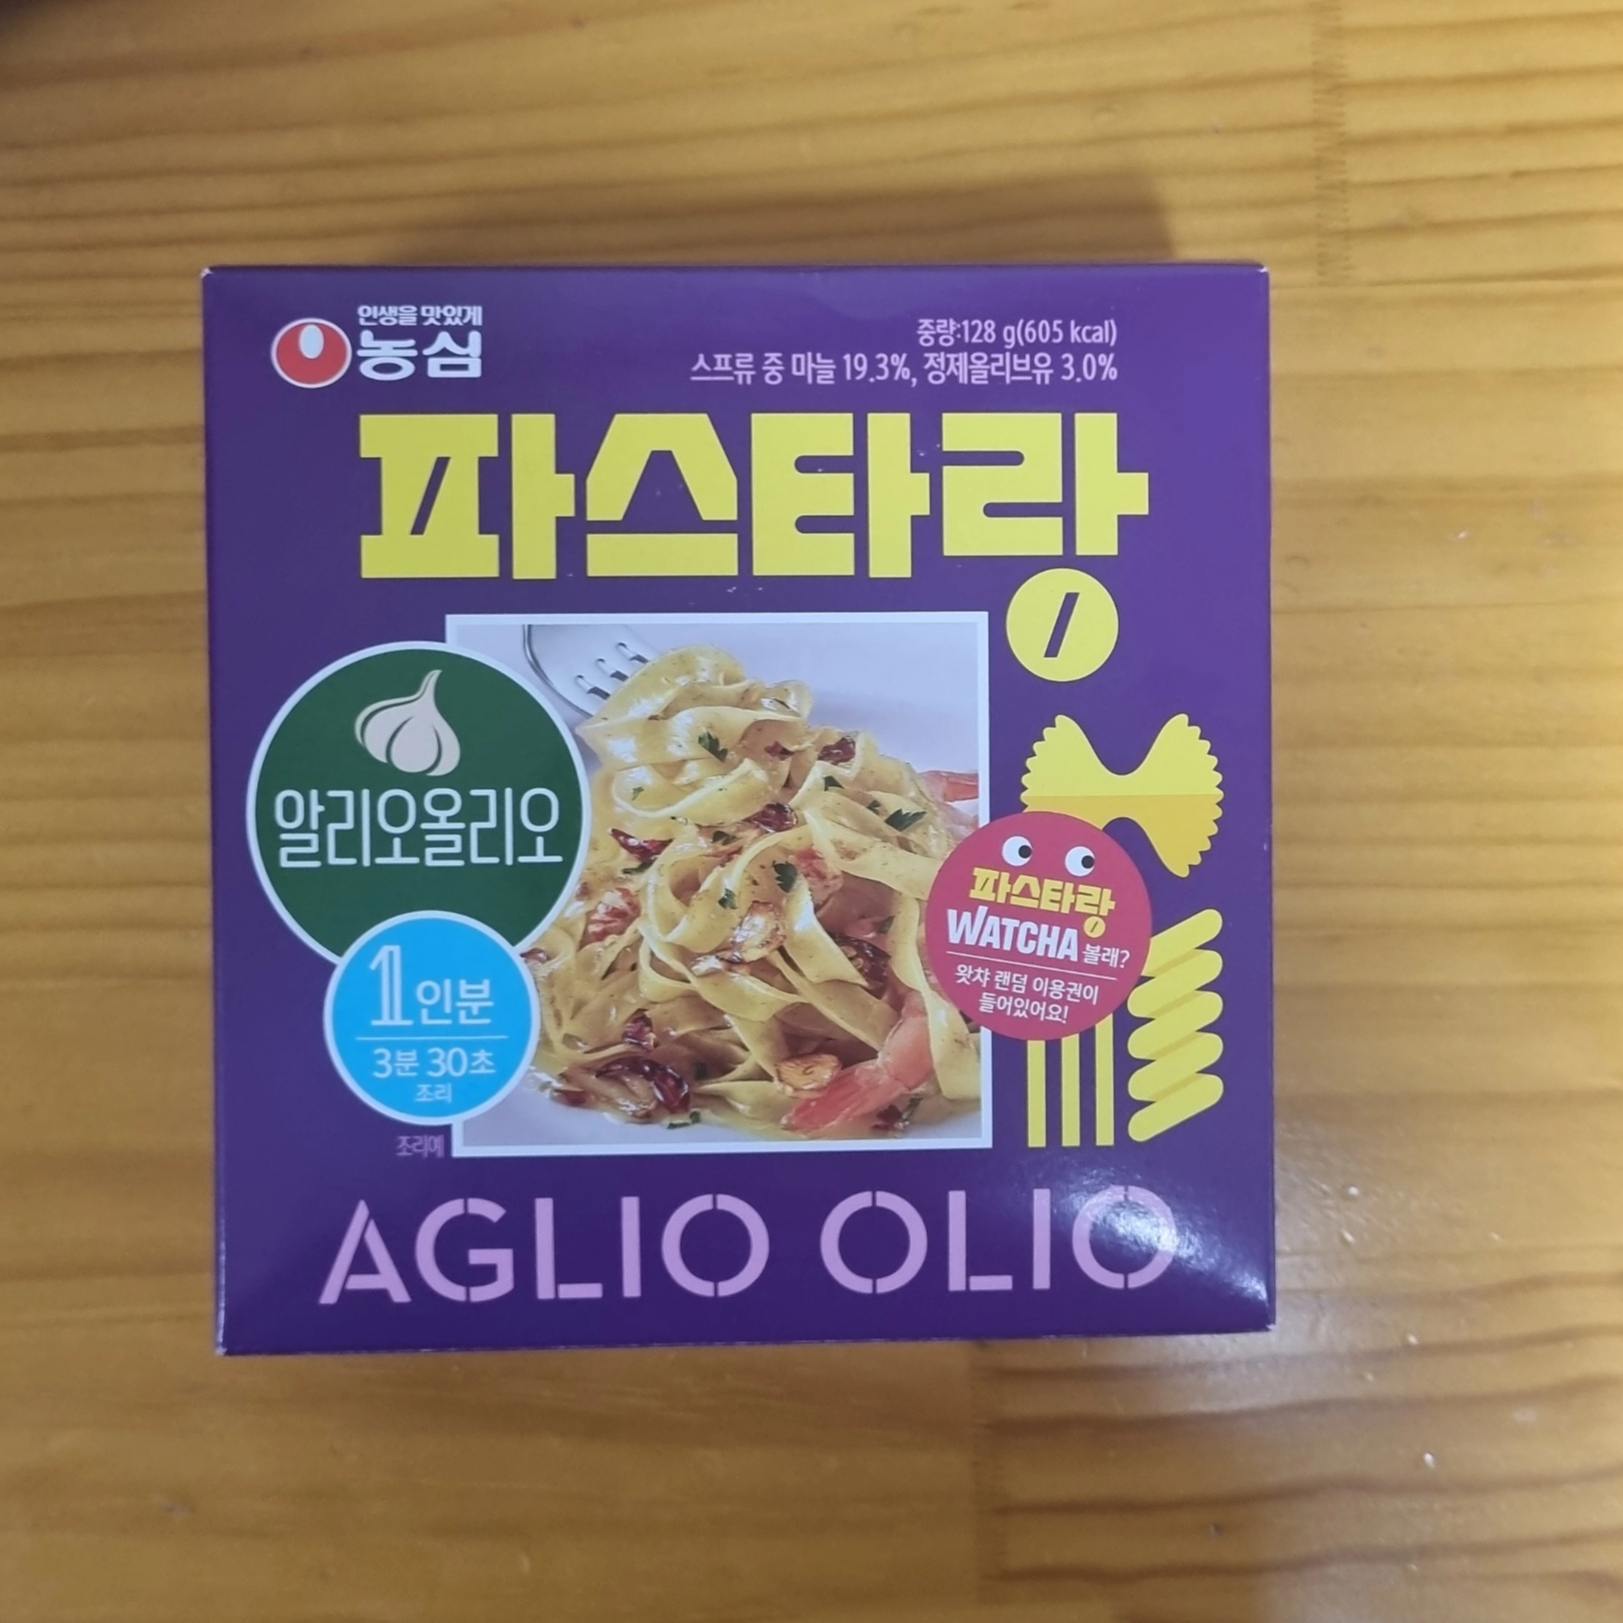 인생을 맛있게
농심
중량:128 g(605 kcal)
스프류 중 마늘 19.3%, 정제올리브유 3.0%
파스타랑
알리오올리오
1인분
3분 30초
조리
조리예
파스타랑
WATCHA 볼래?
왓챠 랜덤 이용권이
들어있어요!
AGLIO OLIO